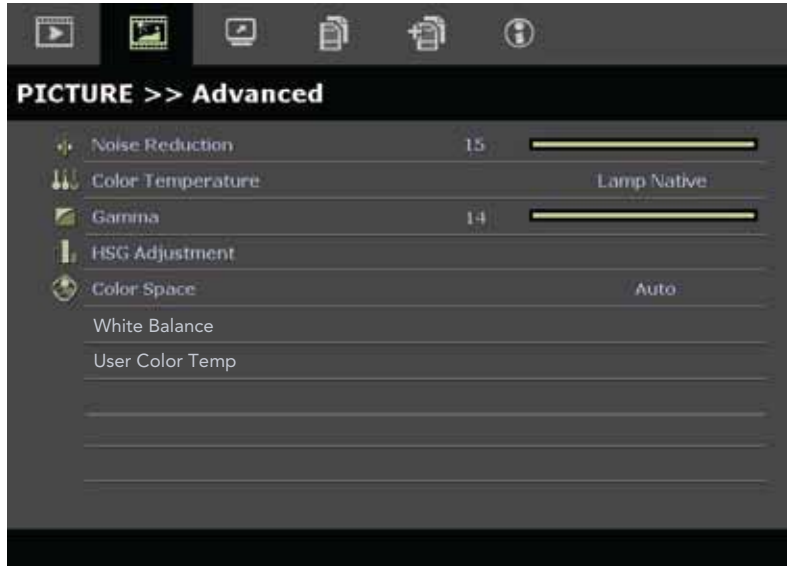 PICTURE >> Advanced
Noise Reduction 15
Color Temperature Lamp Native
Gamma 14
HSG Adjustment
Color Space Auto
White Balance
User Color Temp